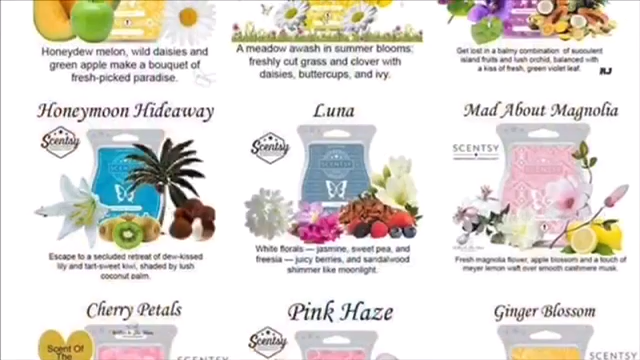 Honeydew melon, wild daisies and
green apple make a bouquet of
fresh-picked paradise.
A meadow awash in summer blooms:
freshly cut grass and clover with
daisies, buttercups, and ivy.
Get lost in a balmy combination of succulent
island fruits and lush orchid, balanced with
a kiss of fresh, green violet leaf.
RJ
Honeymoon Hideaway
Luna
Mad About Magnolia
Scentsy
Scentsy
SCENTSY
SCENTSY
SCENTSY
SCENTSY
Escape to a secluded retreat of dew-kissed
lily and tart-sweet kiwi, shaded by lush
coconut palm.
White florals — jasmine, sweet pea, and
freesia — juicy berries, and sandalwood
shimmer like moonlight.
Fresh magnolia flower, apple blossom and a touch of
meyer lemon waft over smooth cashmere musk.
Cherry Petals
Pink Haze
Ginger Blossom
Scent Of
The
SCENTSY
Scentsy
SCENTSY